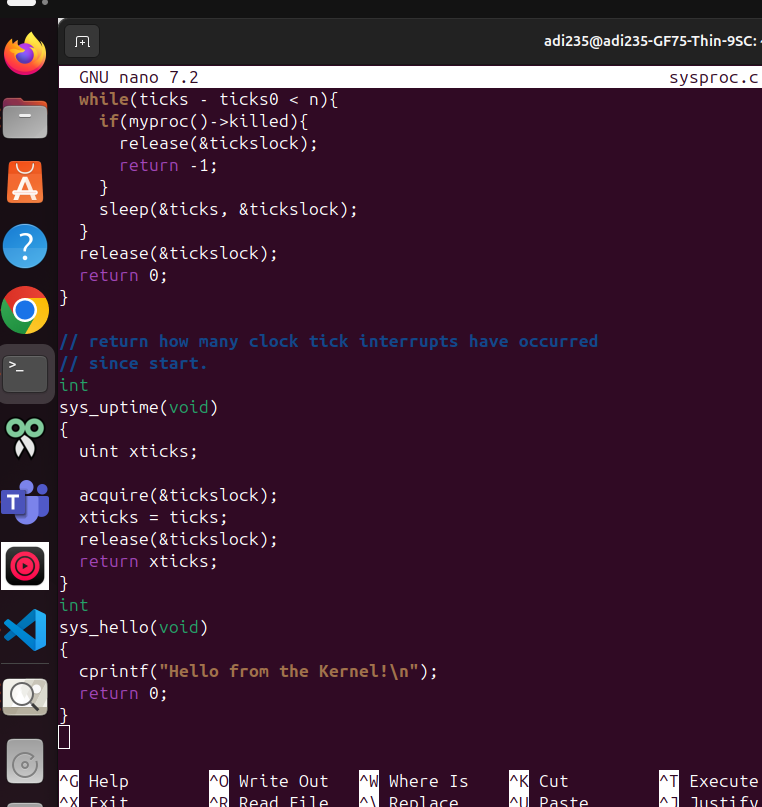 adi235@adi235-GF75-Thin-9SC:
GNU nano 7.2 sysproc.c
  while(ticks - ticks0 < n){
    if(myproc()->killed){
      release(&tickslock);
      return -1;
    }
    sleep(&ticks, &tickslock);
  }
  release(&tickslock);
  return 0;
}

// return how many clock tick interrupts have occurred
// since start.
int
sys_uptime(void)
{
  uint xticks;

  acquire(&tickslock);
  xticks = ticks;
  release(&tickslock);
  return xticks;
}
int
sys_hello(void)
{
  cprintf("Hello from the Kernel!\n");
  return 0;
}
^G Help ^O Write Out ^W Where Is ^K Cut ^T Execute
^X Exit ^R Read File ^\ Replace ^U Paste ^J Justify